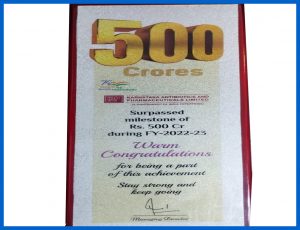 500
Crores
KARNATAKA ANTIBIOTICS AND
PHARMACEUTICALS LIMITED
Surpassed
milestone of
Rs. 500 Cr
during FY-2022-23
Warm
Congratulations
for being a part
of this achievement
Stay strong and
keep going
Managing Director